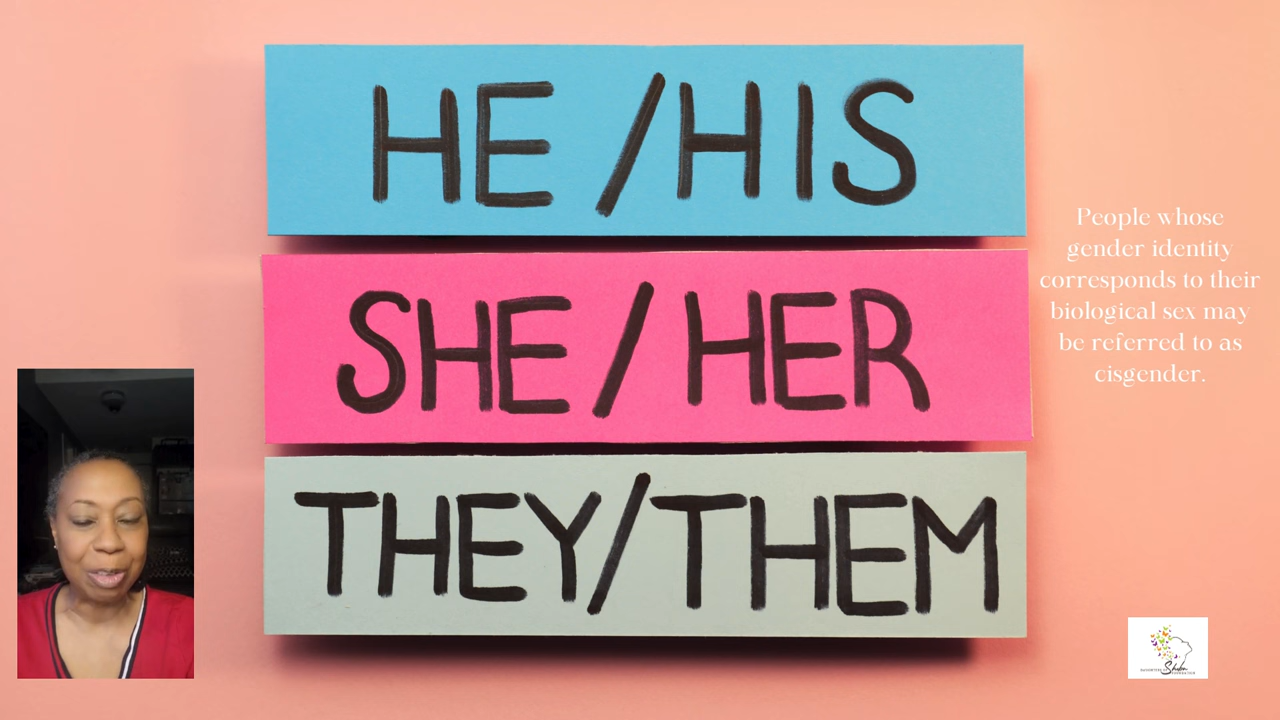 HE/HIS
SHE/HER
THEY/THEM
People whose
gender identity
corresponds to their
biological sex may
be referred to as
cisgender.
Sheba